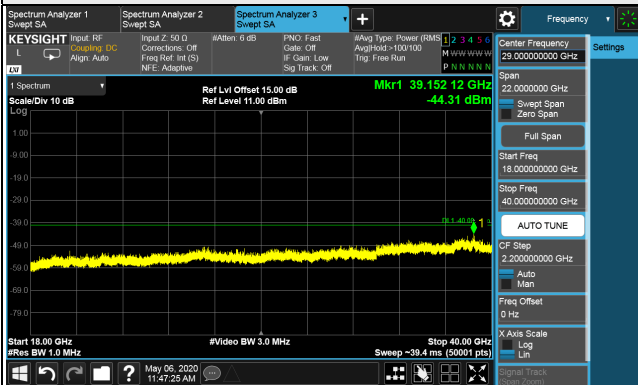 Spectrum Analyzer 1
Swept SA
Spectrum Analyzer 2
Swept SA
Spectrum Analyzer 3
Swept SA
Frequency
KEYSIGHT
L
LXI
Input: RF
Coupling: DC
Align: Auto
Input Z: 50 Ω
Corrections: Off
Freq Ref: Int (S)
NFE: Adaptive
#Atten: 6 dB
PNO: Fast
Gate: Off
IF Gain: Low
Sig Track: Off
#Avg Type: Power (RMS
Avg|Hold:>100/100
Trig: Free Run
1 2 3 4 5 6
M W W W W W
P N N N N N
1 Spectrum
Scale/Div 10 dB
Log
Ref Lvl Offset 15.00 dB
Ref Level 11.00 dBm
Mkr1 39.152 12 GHz
-44.31 dBm
1.00
-9.00
-19.0
-29.0
-39.0
-49.0
-59.0
-69.0
-79.0
DL1 -40.00
1
Start 18.00 GHz
#Res BW 1.0 MHz
#Video BW 3.0 MHz
Stop 40.00 GHz
Sweep ~39.4 ms (50001 pts)
Center Frequency
29.000000000 GHz
Settings
Span
22.0000000 GHz
Swept Span
Zero Span
Full Span
Start Freq
18.000000000 GHz
Stop Freq
40.000000000 GHz
AUTO TUNE
CF Step
2.200000000 GHz
Auto
Man
Freq Offset
0 Hz
X Axis Scale
Log
Lin
Signal Track
(Span Zoom)
May 06, 2020
11:47:25 AM